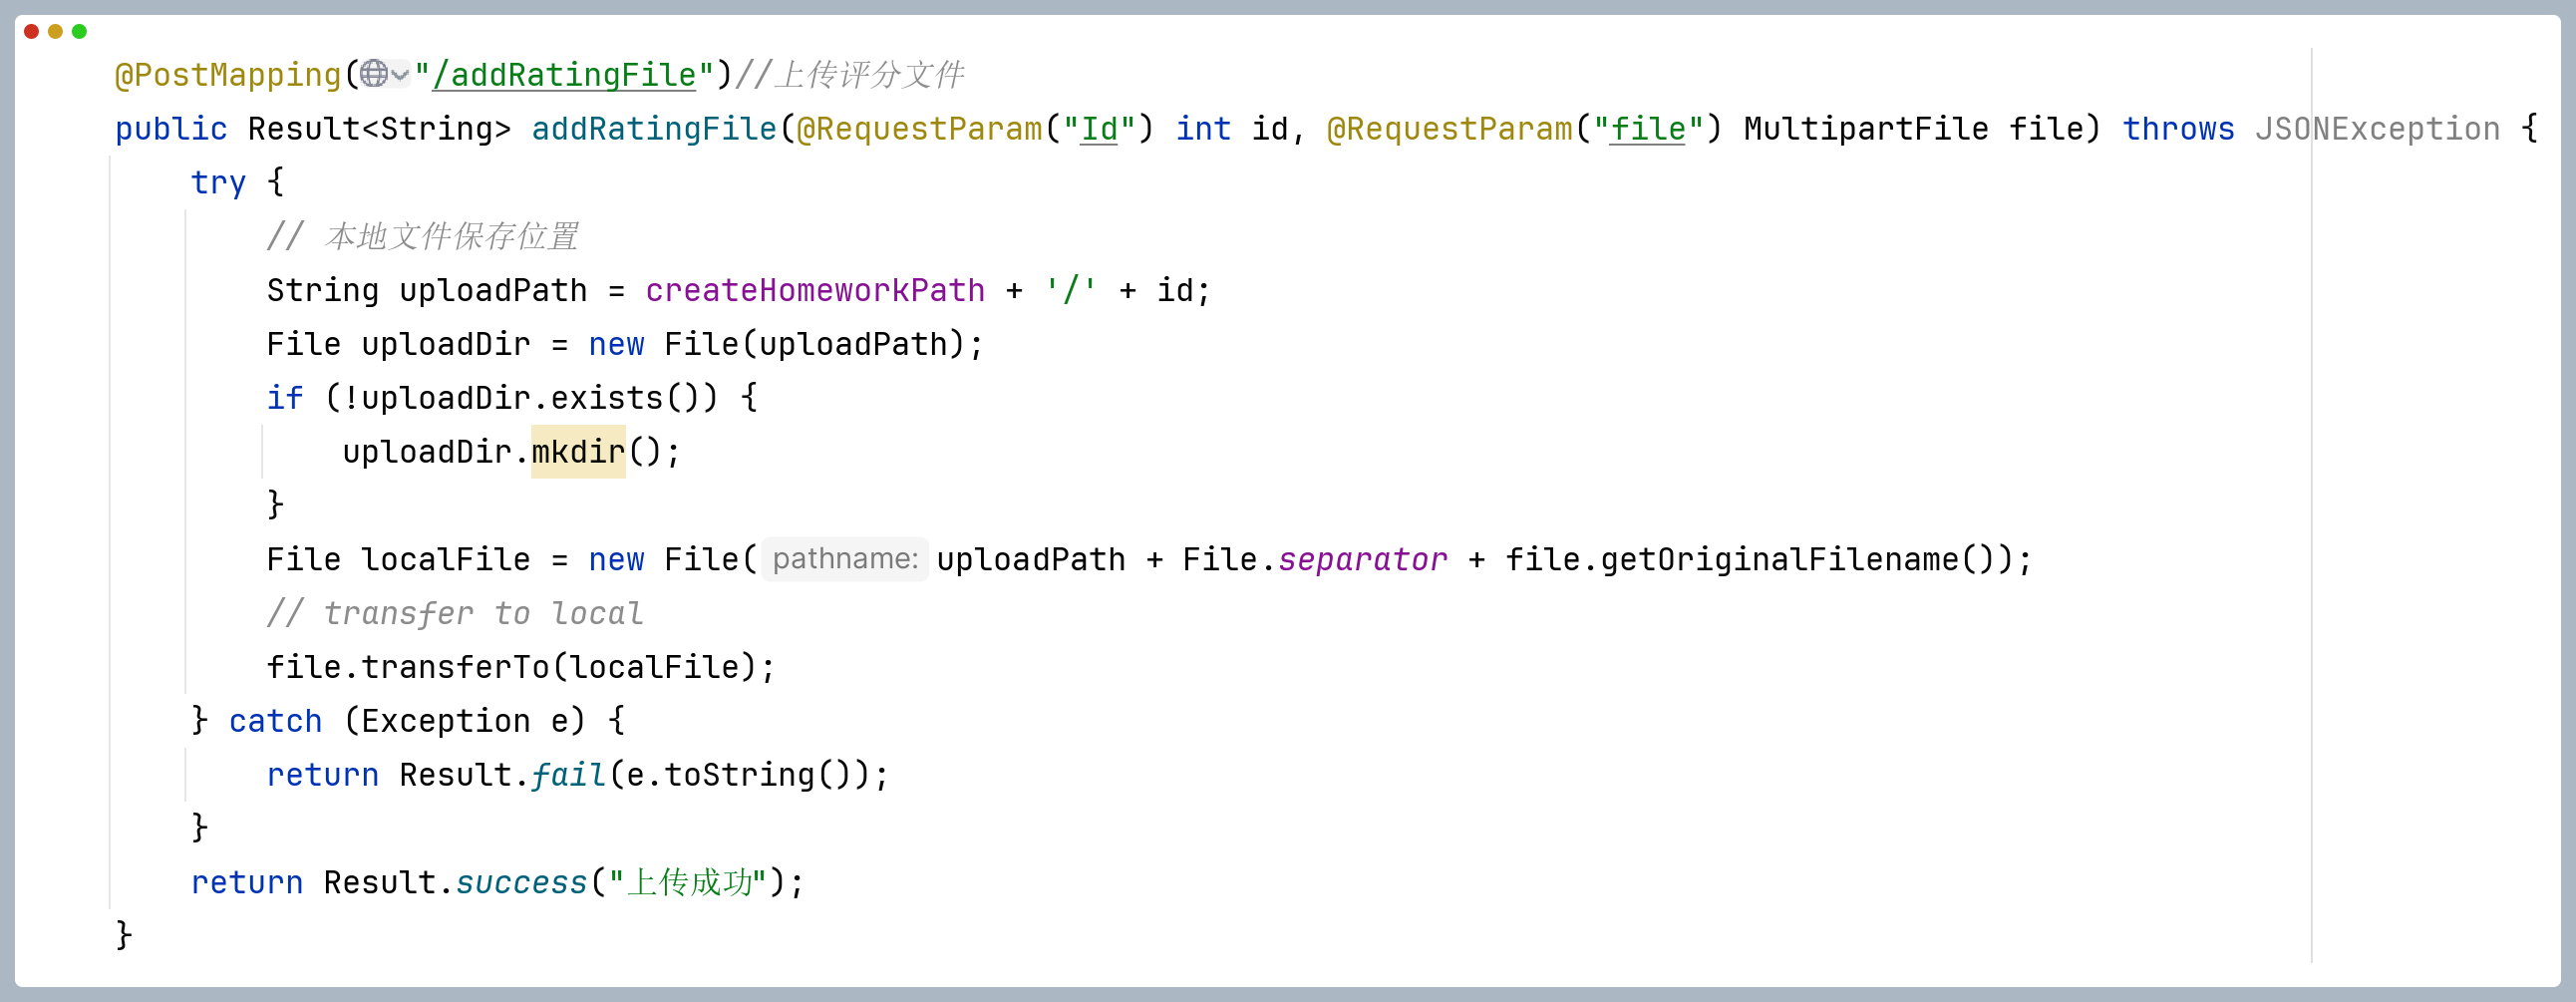 @PostMapping("/addRatingFile")//上传评分文件
public Result<String> addRatingFile(@RequestParam("Id") int id, @RequestParam("file") MultipartFile file) throws JSONException {
    try {
        // 本地文件保存位置
        String uploadPath = createHomeworkPath + '/' + id;
        File uploadDir = new File(uploadPath);
        if (!uploadDir.exists()) {
            uploadDir.mkdir();
        }
        File localFile = new File( pathname: uploadPath + File.separator + file.getOriginalFilename());
        // transfer to local
        file.transferTo(localFile);
    } catch (Exception e) {
        return Result.fail(e.toString());
    }
    return Result.success("上传成功");
}